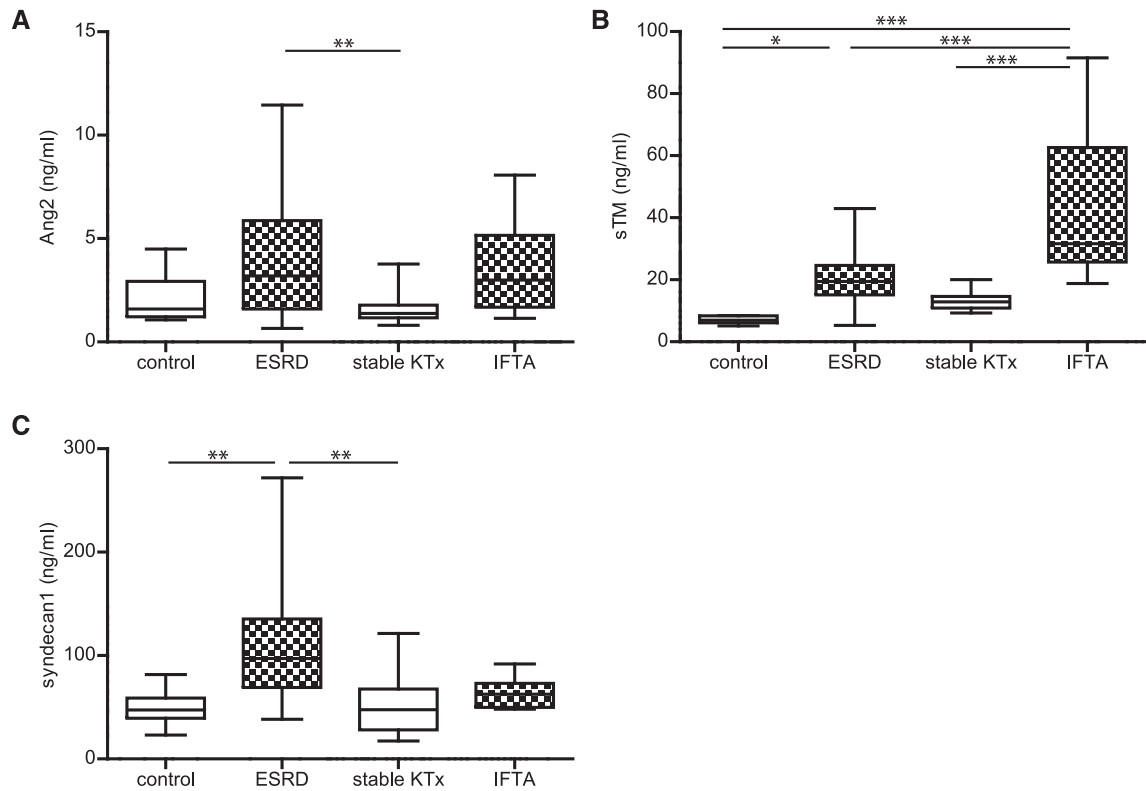 A
15
10
5
0
Ang2 (ng/ml)
**
control ESRD stable KTx IFTA
B
100
80
60
40
20
0
sTM (ng/ml)
***
* ***
***
control ESRD stable KTx IFTA
C
300
200
100
0
syndecan1 (ng/ml)
** **
control ESRD stable KTx IFTA